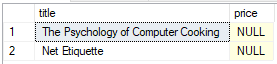 title price
1 The Psychology of Computer Cooking NULL
2 Net Etiquette NULL